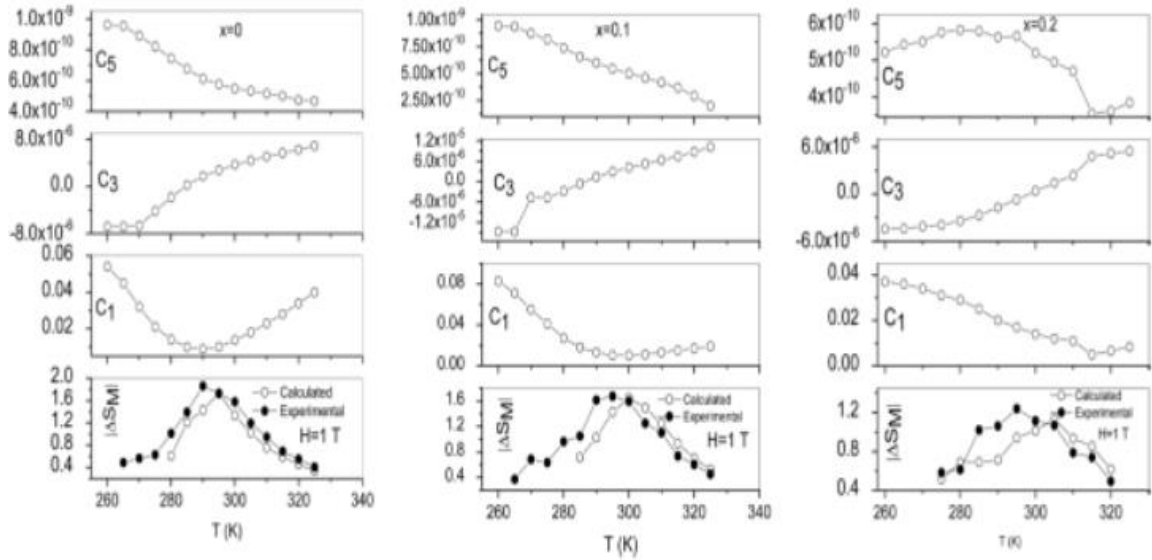 x=0
1.0x10⁻⁹
8.0x10⁻¹⁰
C₅
6.0x10⁻¹⁰
4.0x10⁻¹⁰
8.0x10⁻⁶
0.0
C₃
-8.0x10⁻⁶
0.06
0.04
C₁
0.02
2.0
1.6
1.2
0.8
0.4
|ΔS_M|
Calculated
Experimental
H=1 T
260 280 300 320 340
T (K)
x=0.1
1.00x10⁻⁹
7.50x10⁻¹⁰
C₅
5.00x10⁻¹⁰
2.50x10⁻¹⁰
1.2x10⁻⁵
6.0x10⁻⁶
0.0
C₃
-6.0x10⁻⁶
-1.2x10⁻⁵
0.08
0.04
C₁
0.00
1.6
1.2
0.8
0.4
|ΔS_M|
Calculated
Experimental
H=1 T
260 280 300 320 340
T (K)
x=0.2
6x10⁻¹⁰
5x10⁻¹⁰
C₅
4x10⁻¹⁰
6.0x10⁻⁶
0.0
C₃
-6.0x10⁻⁶
0.04
0.02
C₁
0.00
1.2
0.8
0.4
|ΔS_M|
Calculated
Experimental
H=1 T
260 280 300 320
T (K)